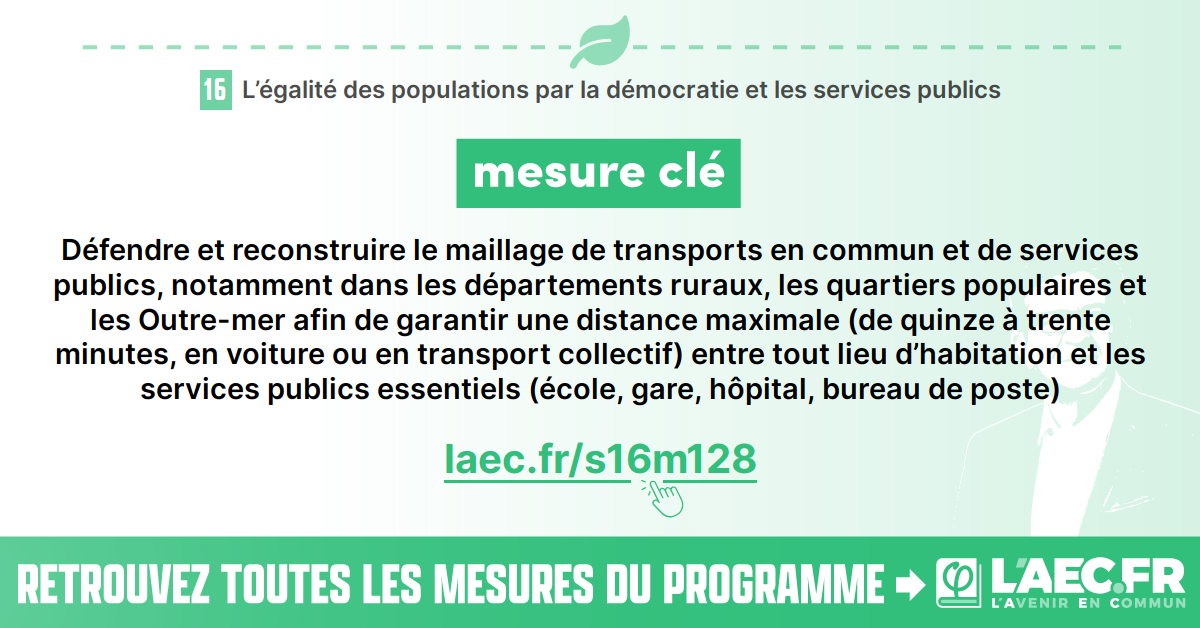 16 L’égalité des populations par la démocratie et les services publics
mesure clé
Défendre et reconstruire le maillage de transports en commun et de services
publics, notamment dans les départements ruraux, les quartiers populaires et
les Outre-mer afin de garantir une distance maximale (de quinze à trente
minutes, en voiture ou en transport collectif) entre tout lieu d’habitation et les
services publics essentiels (école, gare, hôpital, bureau de poste)
laec.fr/s16m128
RETROUVEZ TOUTES LES MESURES DU PROGRAMME
L'AEC.FR
L'AVENIR EN COMMUN